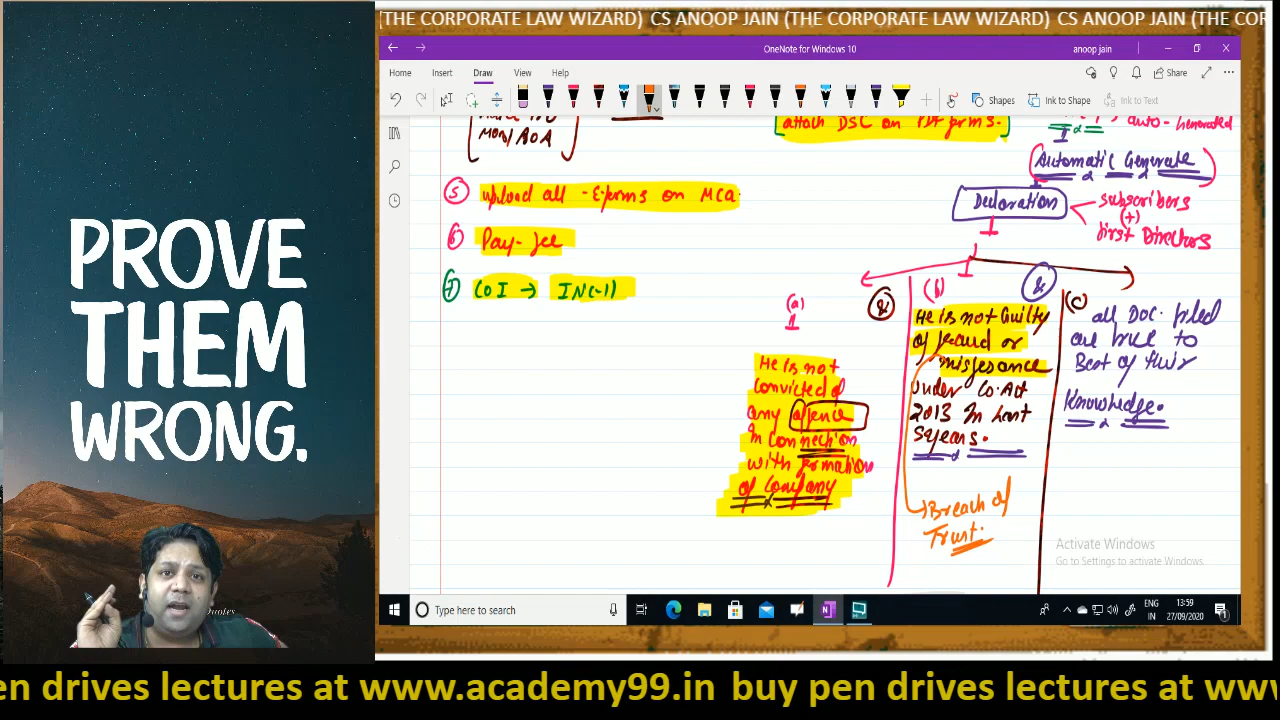 (THE CORPORATE LAW WIZARD) CS ANOOP JAIN (THE CORPORATE LAW WIZARD) CS ANOOP JAIN (THE COR
OneNote for Windows 10
anoop jain
Home Insert Draw View Help
Share
Shapes
Ink to Shape
Ink to Text
MOA/AOA
attach DSC on PDF forms.
auto-Generated
Automatic Generate
⑤ Upload all - E-forms on MCA
⑥ Pay-fee
⑦ COI → IN(-1)
Declaration
Subscribers
(+)
first Directors
(a)
He is not
convicted of
any offence
in connection
with formation
of Company
&
(b)
He is not Guilty
of fraud or
misfesance
Under Co. Act
2013 in last
5years.
Breach of
Trust.
&
(c)
all DOC. filed
are true to
Best of their
Knowledge.
PROVE
THEM
WRONG.
Quotes
Activate Windows
Go to Settings to activate Windows.
Type here to search
ENG
IN
13:59
27/09/2020
en drives lectures at www.academy99.in buy pen drives lectures at www